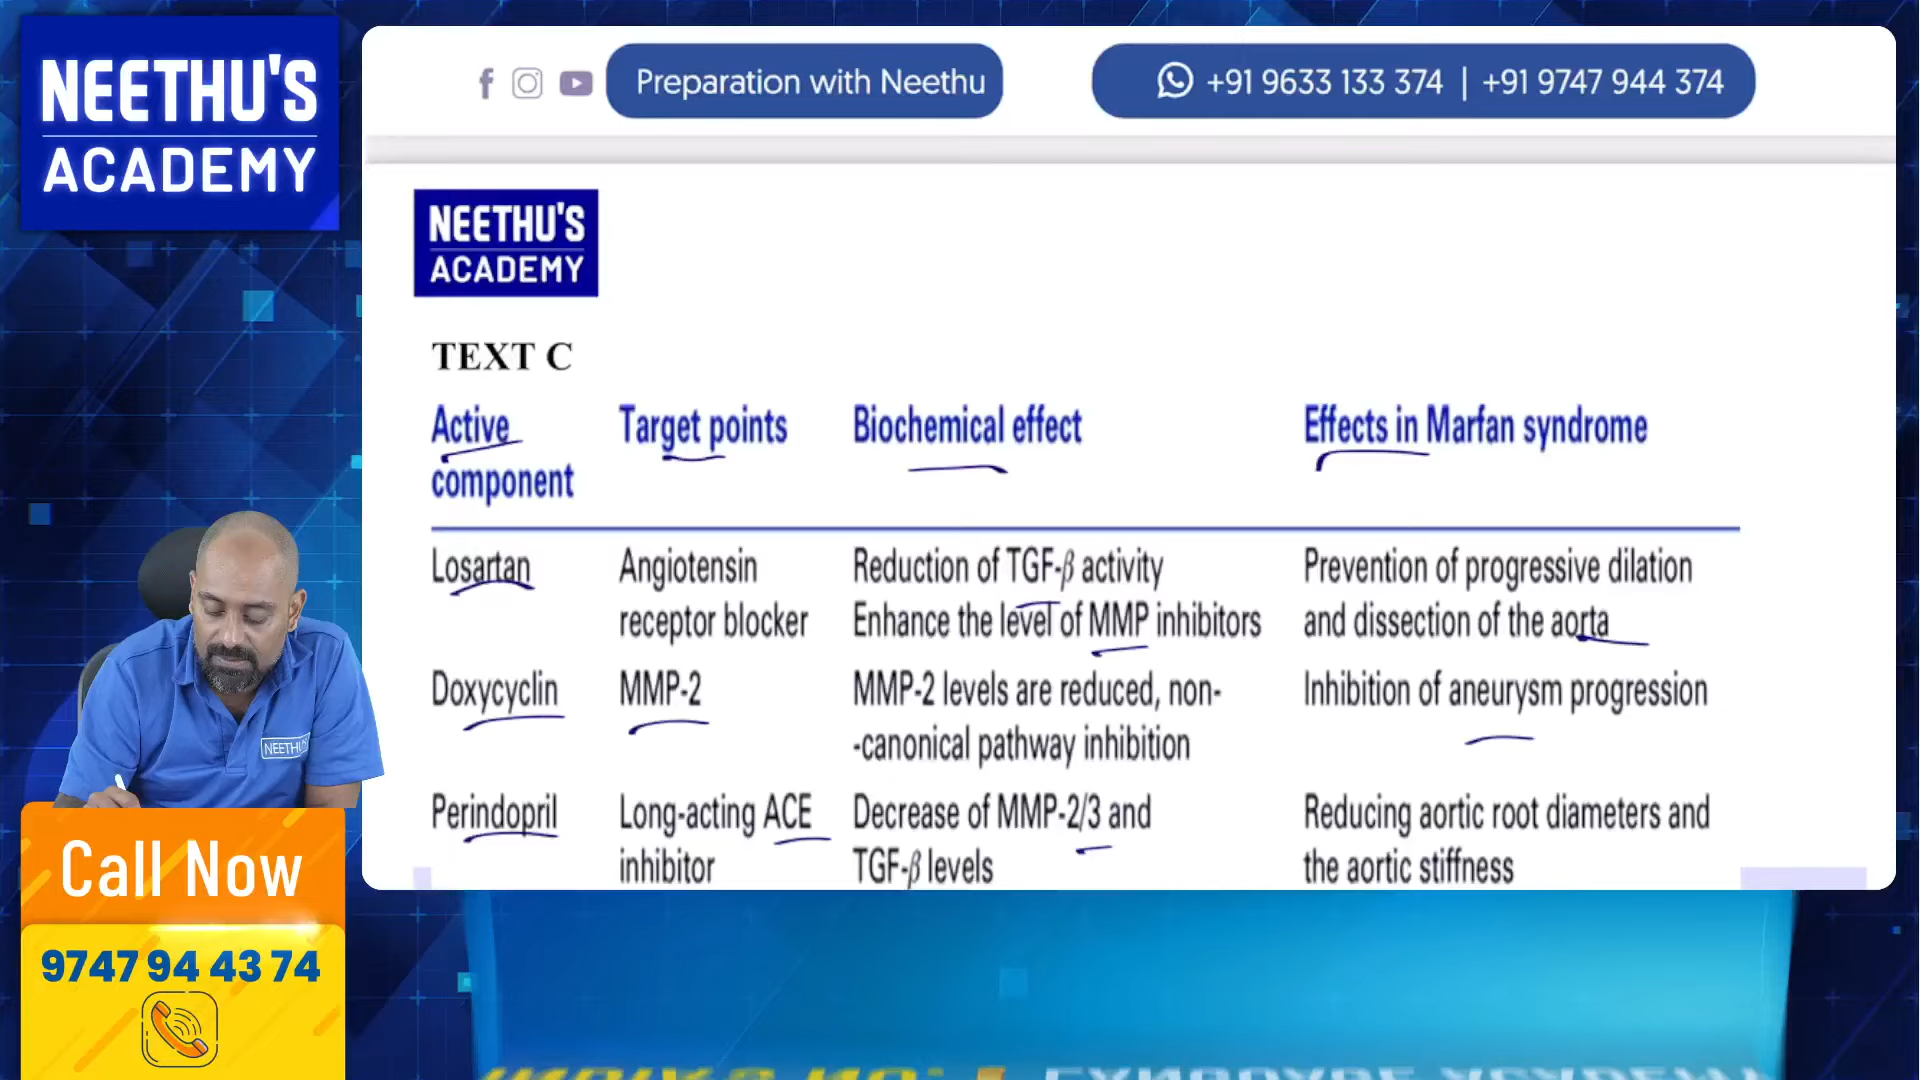 NEETHU'S
ACADEMY
Preparation with Neethu
+91 9633 133 374 | +91 9747 944 374
NEETHU'S
ACADEMY
TEXT C
Active component
Target points
Biochemical effect
Effects in Marfan syndrome
Losartan
Angiotensin receptor blocker
Reduction of TGF-β activity
Enhance the level of MMP inhibitors
Prevention of progressive dilation
and dissection of the aorta
Doxycyclin
MMP-2
MMP-2 levels are reduced, non-
-canonical pathway inhibition
Inhibition of aneurysm progression
Perindopril
Long-acting ACE
inhibitor
Decrease of MMP-2/3 and
TGF-β levels
Reducing aortic root diameters and
the aortic stiffness
NEETHU'S
Call Now
9747 94 43 74